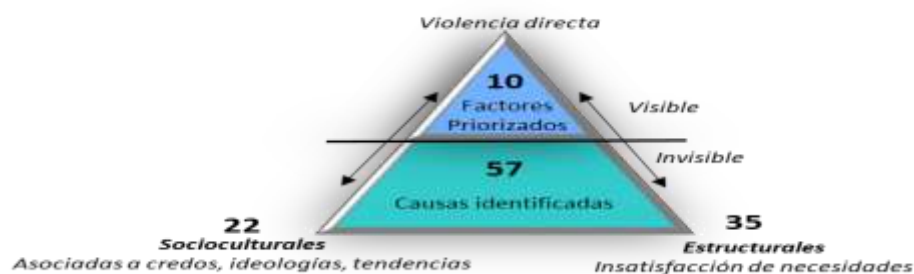 Violencia directa
10
Factores
Priorizados
Visible
Invisible
57
Causas identificadas
22
Socioculturales
Asociadas a credos, ideologías, tendencias
35
Estructurales
Insatisfacción de necesidades